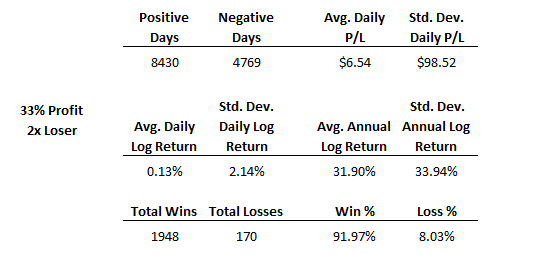 Positive Negative Avg. Daily Std. Dev.
Days Days P/L Daily P/L
8430 4769 $6.54 $98.52
33% Profit
2x Loser
Std. Dev. Std. Dev.
Avg. Daily Daily Log Avg. Annual Annual Log
Log Return Return Log Return Return
0.13% 2.14% 31.90% 33.94%
Total Wins Total Losses Win % Loss %
1948 170 91.97% 8.03%